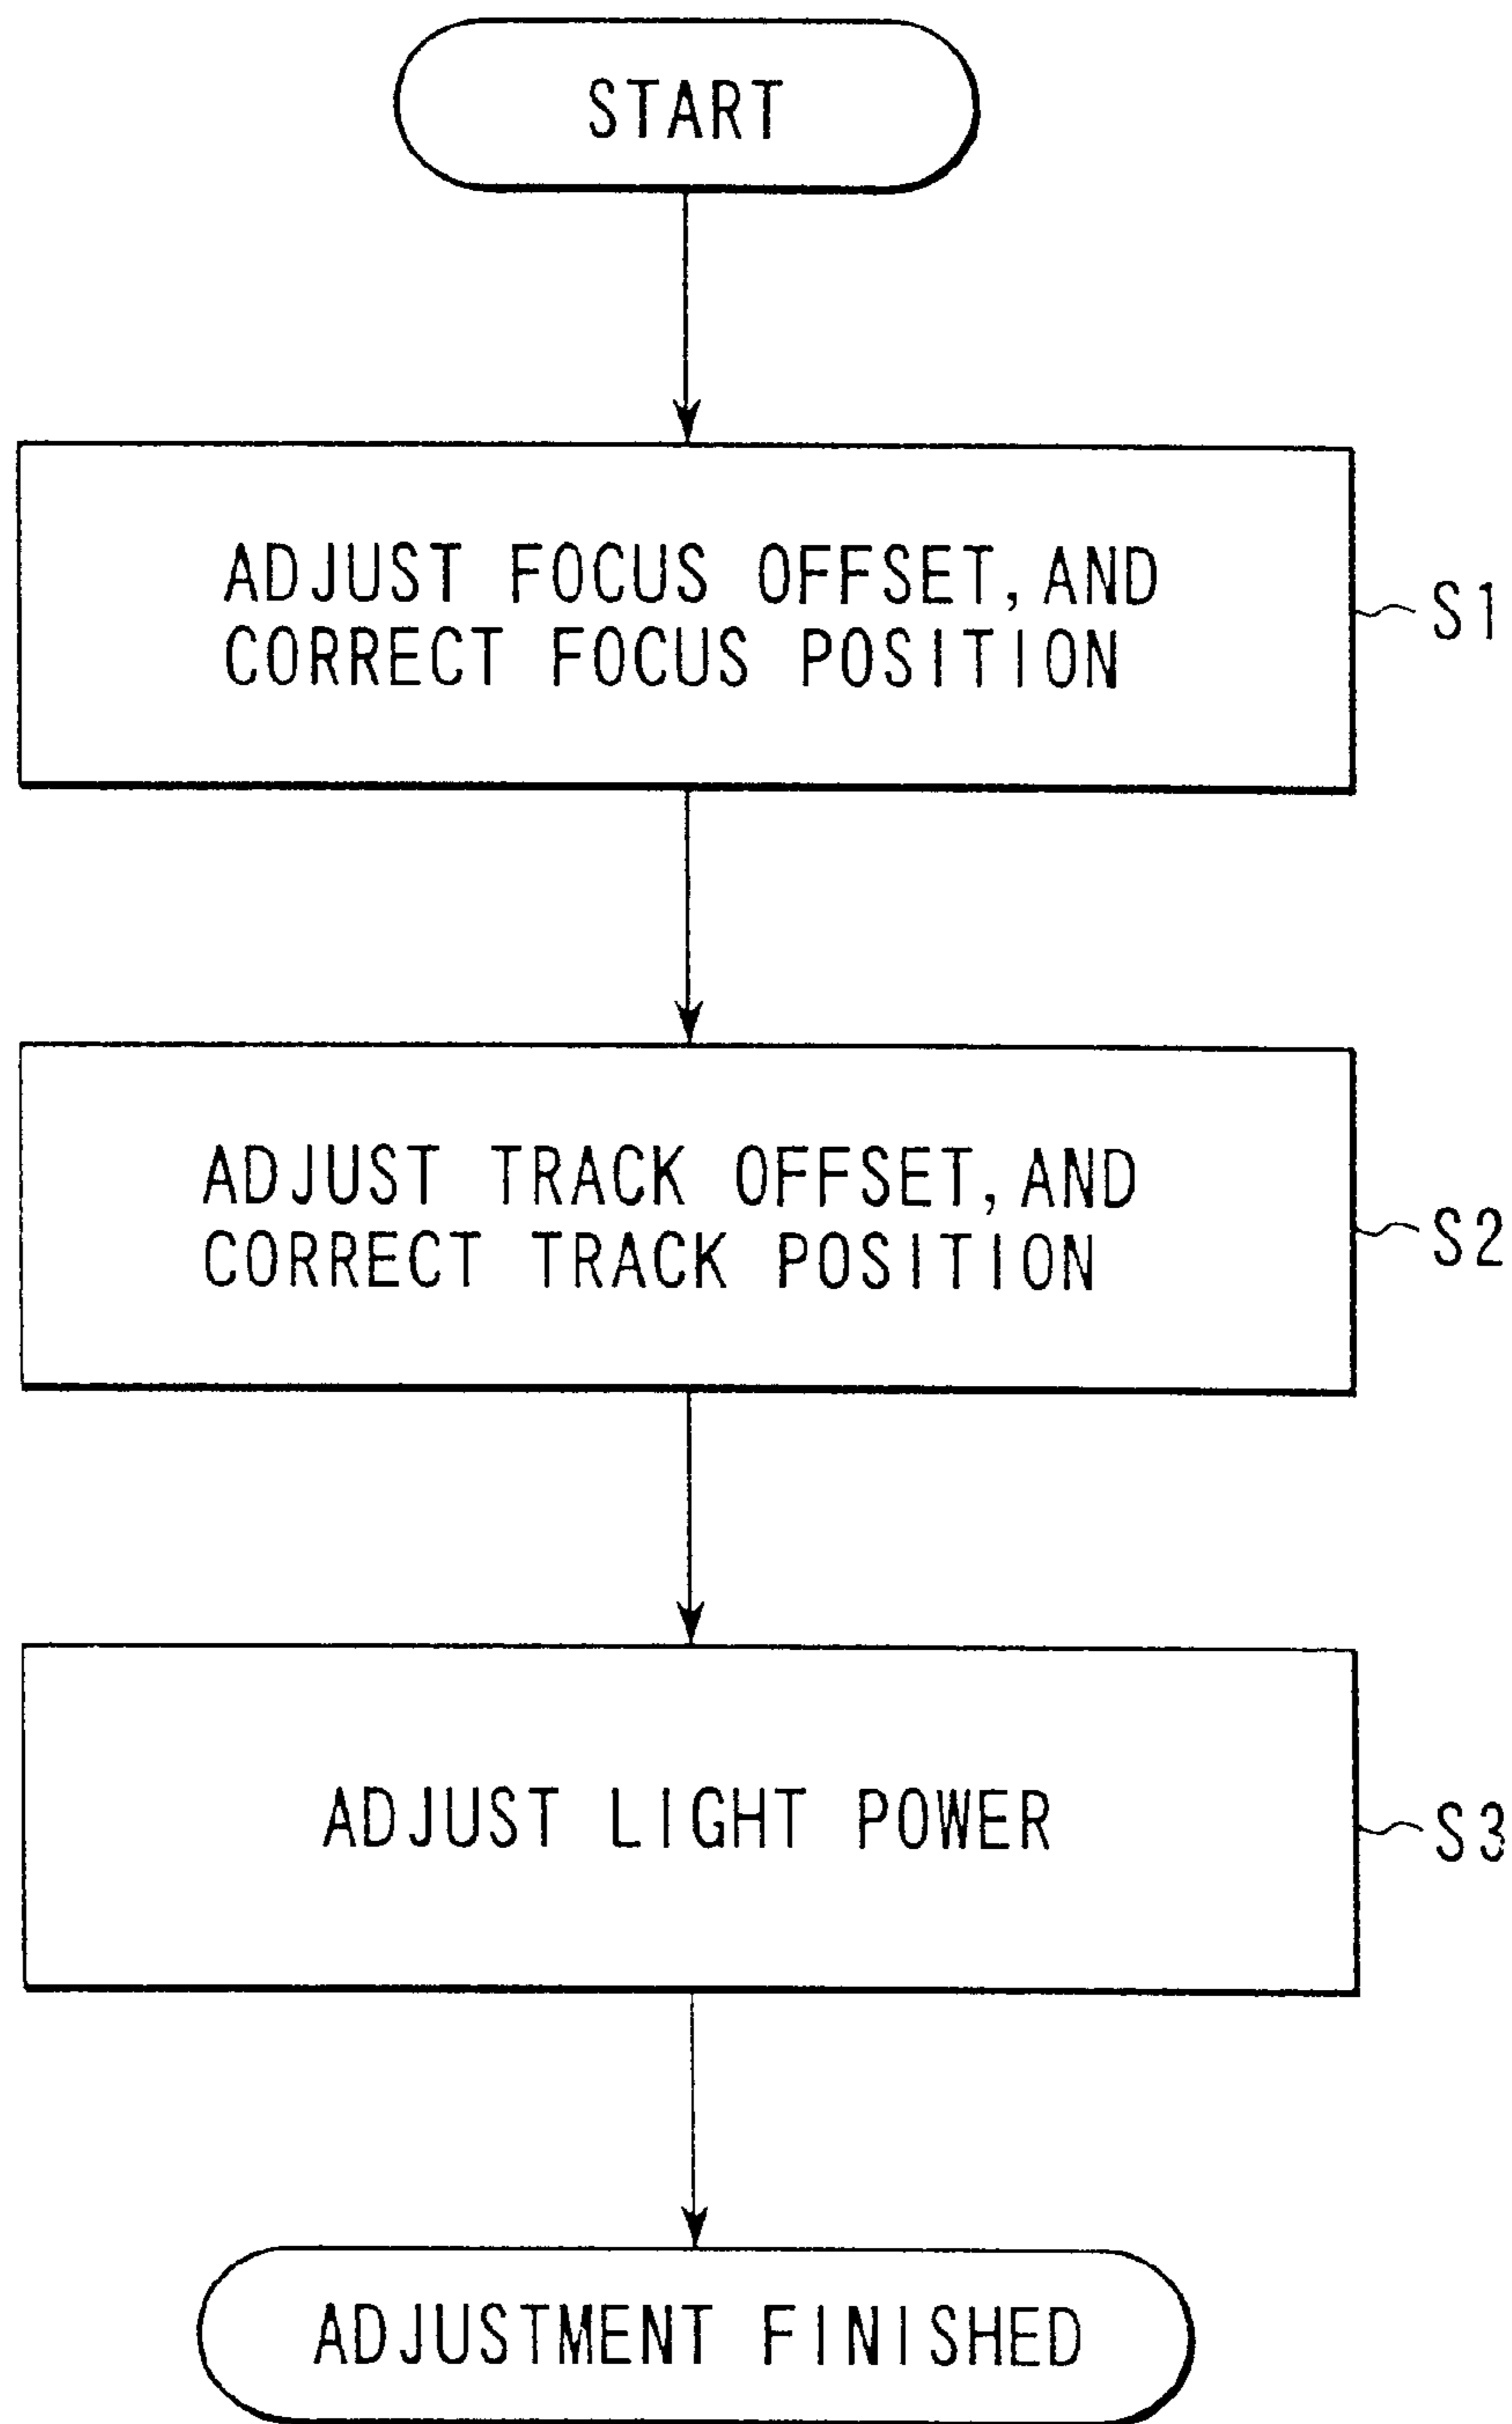 START
ADJUST FOCUS OFFSET, AND
CORRECT FOCUS POSITION
S1
ADJUST TRACK OFFSET, AND
CORRECT TRACK POSITION
S2
ADJUST LIGHT POWER
S3
ADJUSTMENT FINISHED